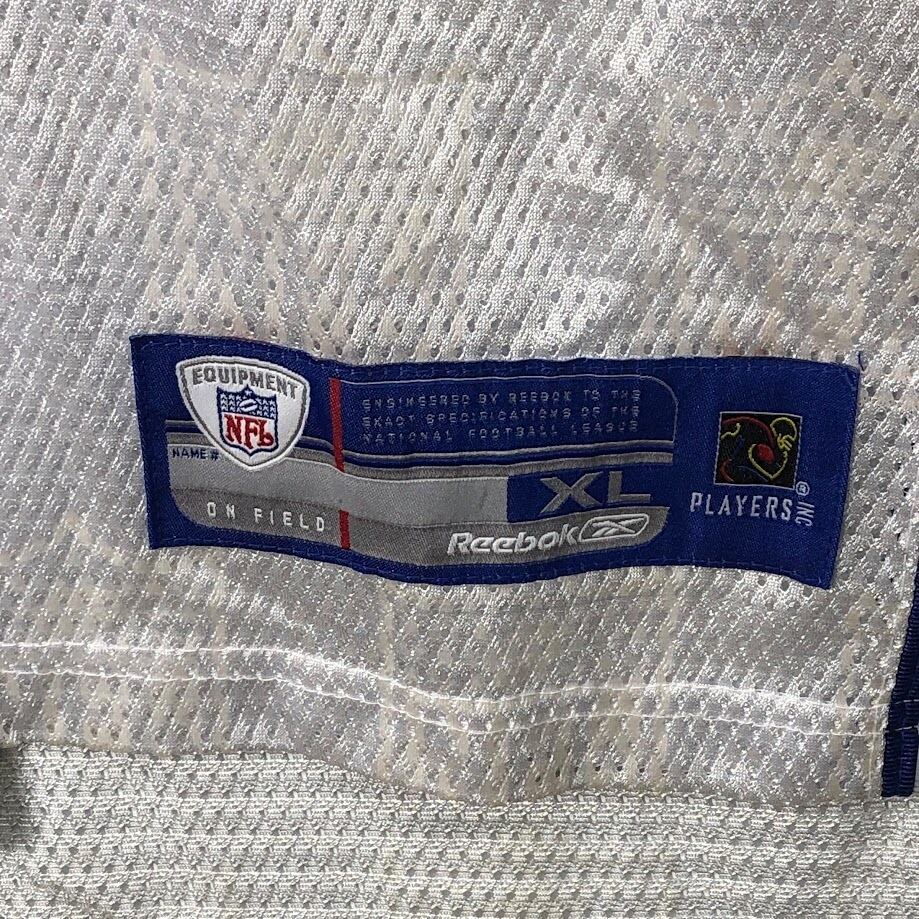 EQUIPMENT
NFL
NAME #
ON FIELD
ENGINEERED BY REEBOK TO THE
EXACT SPECIFICATIONS OF THE
NATIONAL FOOTBALL LEAGUE
XL
Reebok
PLAYERS INC®